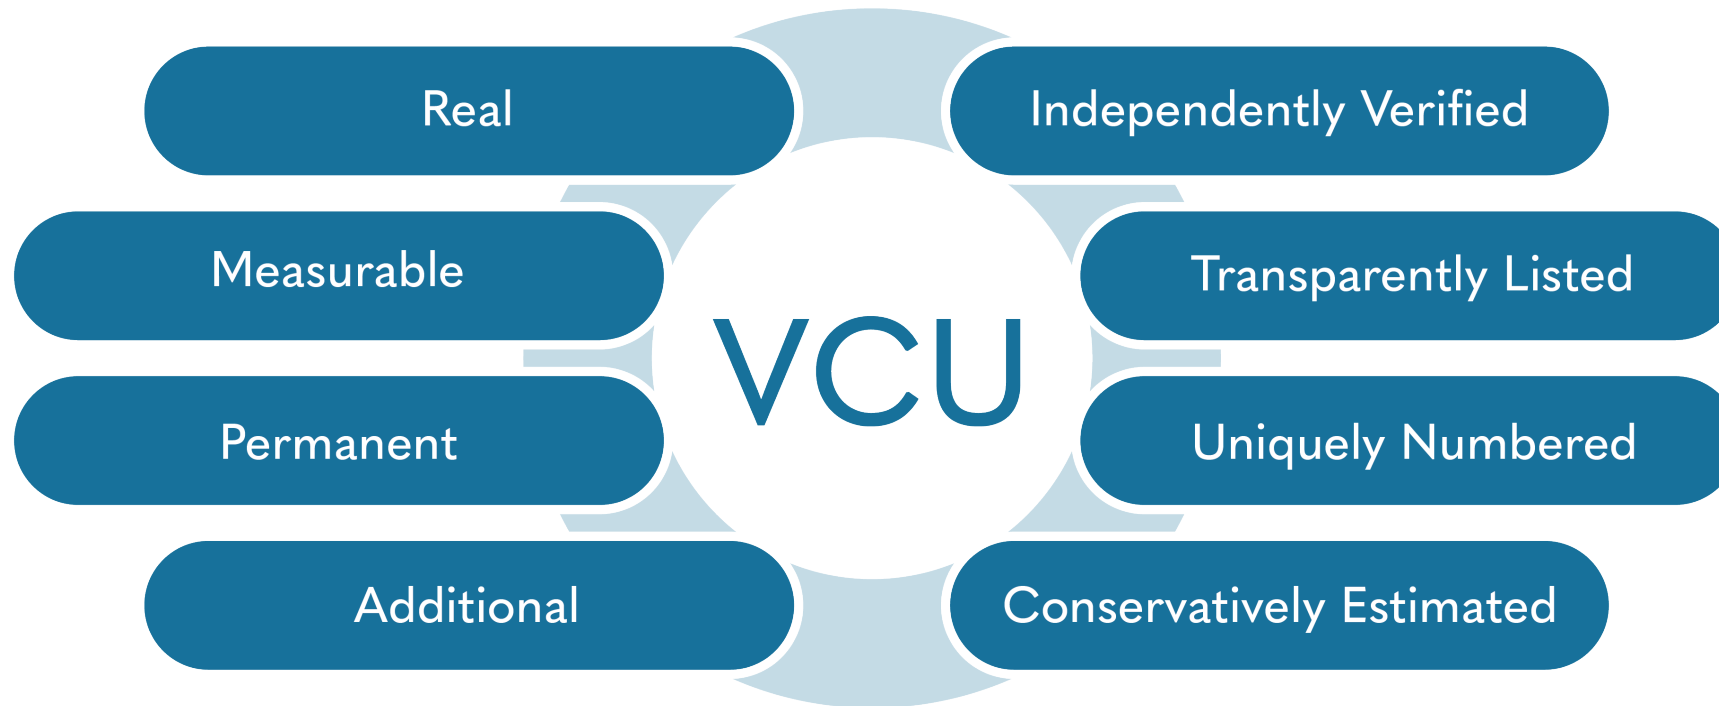 Real
Independently Verified
Measurable
Transparently Listed
VCU
Permanent
Uniquely Numbered
Additional
Conservatively Estimated